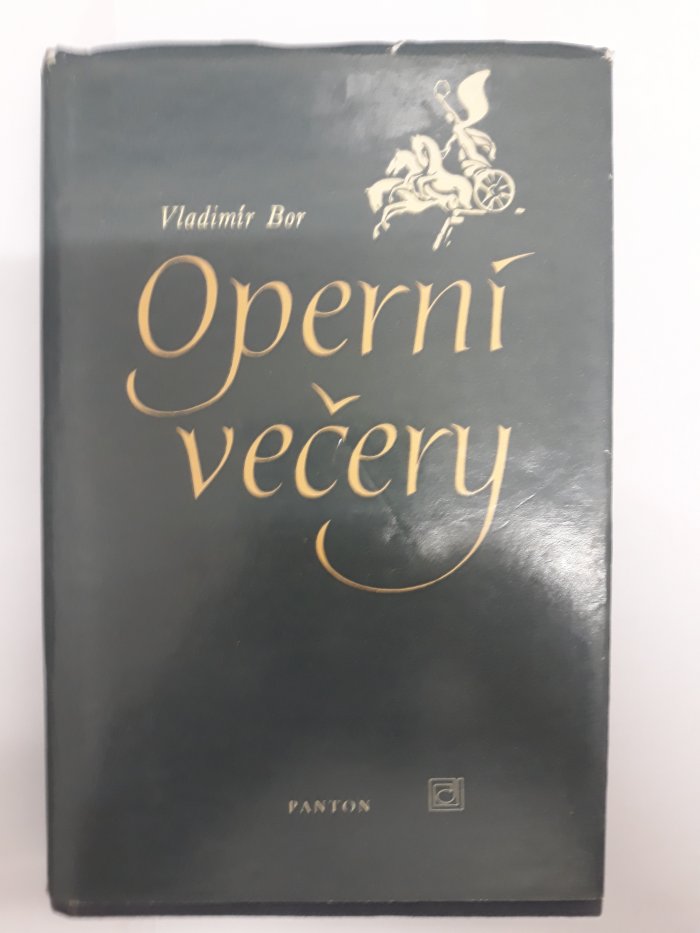 Vladimír Bor
Operní
večery
PANTON